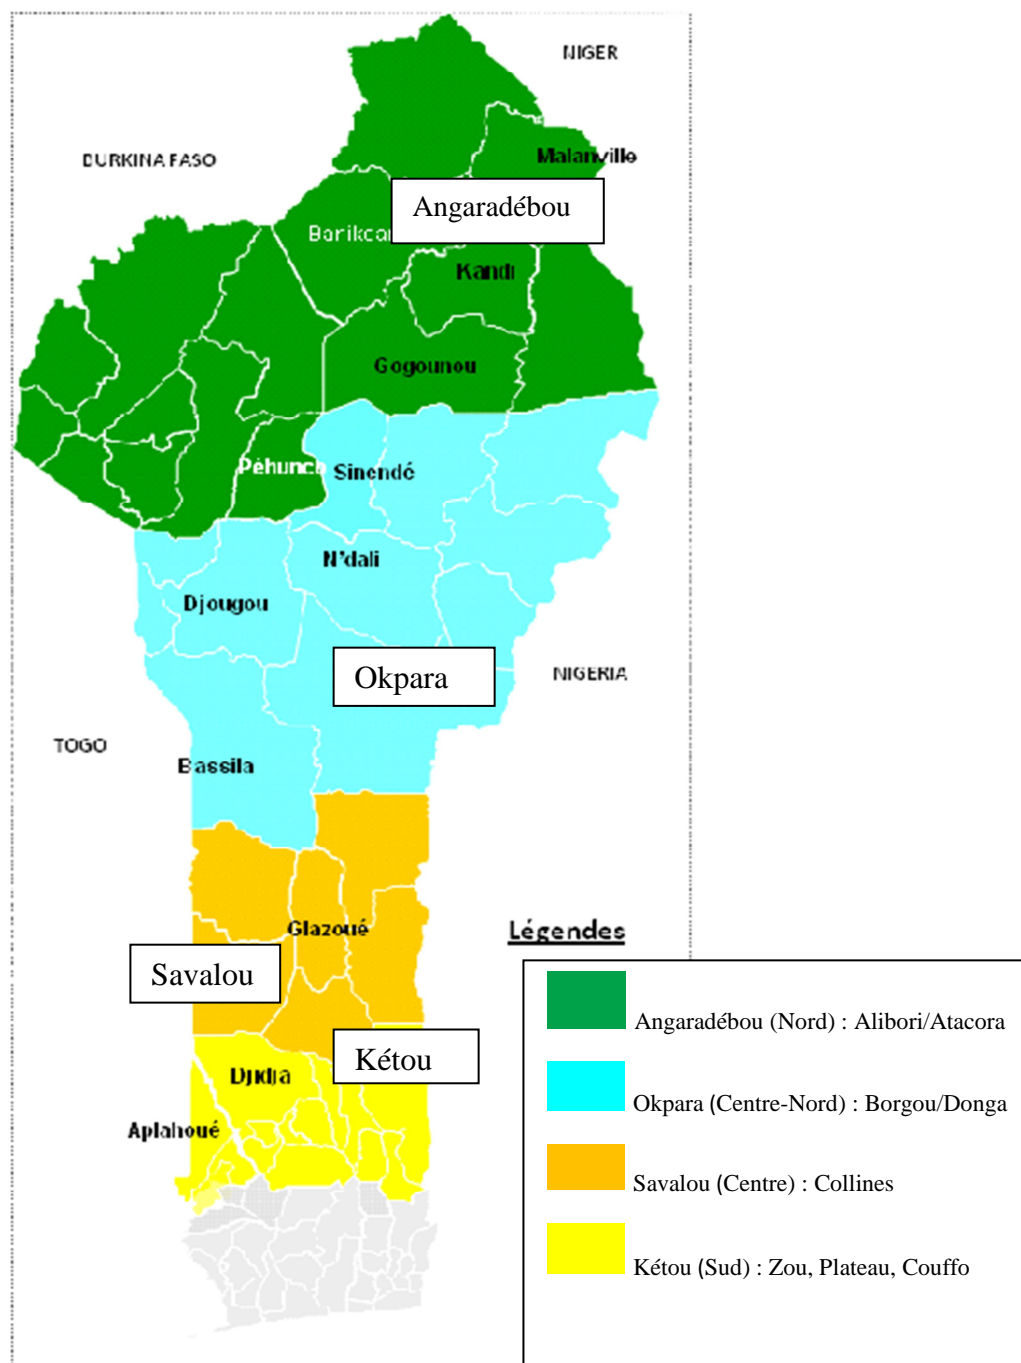 NIGER
BURKINA FASO
Malanville
Angaradébou
Kandi
Gogounou
Sinendé
N'dali
Djougou
Okpara
NIGERIA
TOGO
Bassila
Glazoué
Légendes
Savalou
Angaradébou (Nord) : Alibori/Atacora
Kétou
Djidja
Okpara (Centre-Nord) : Borgou/Donga
Aplahoué
Savalou (Centre) : Collines
Kétou (Sud) : Zou, Plateau, Couffo